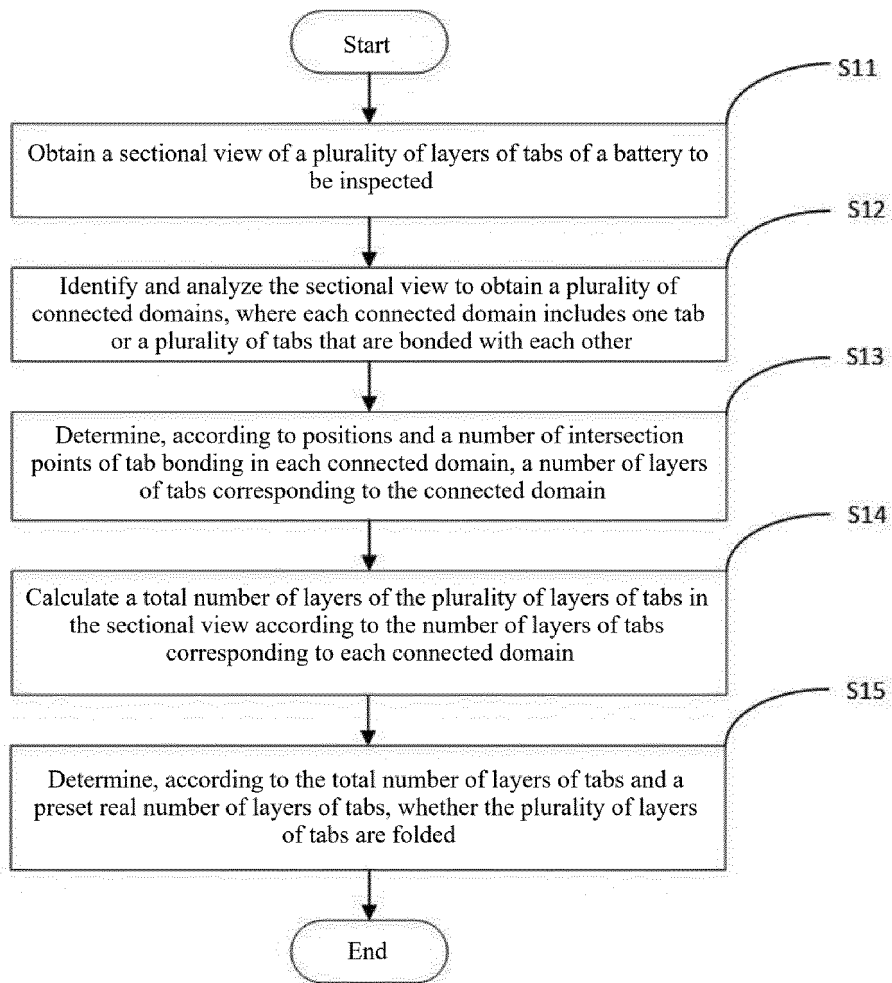 Start
S11
Obtain a sectional view of a plurality of layers of tabs of a battery to
be inspected
S12
Identify and analyze the sectional view to obtain a plurality of
connected domains, where each connected domain includes one tab
or a plurality of tabs that are bonded with each other
S13
Determine, according to positions and a number of intersection
points of tab bonding in each connected domain, a number of layers
of tabs corresponding to the connected domain
S14
Calculate a total number of layers of the plurality of layers of tabs in
the sectional view according to the number of layers of tabs
corresponding to each connected domain
S15
Determine, according to the total number of layers of tabs and a
preset real number of layers of tabs, whether the plurality of layers
of tabs are folded
End